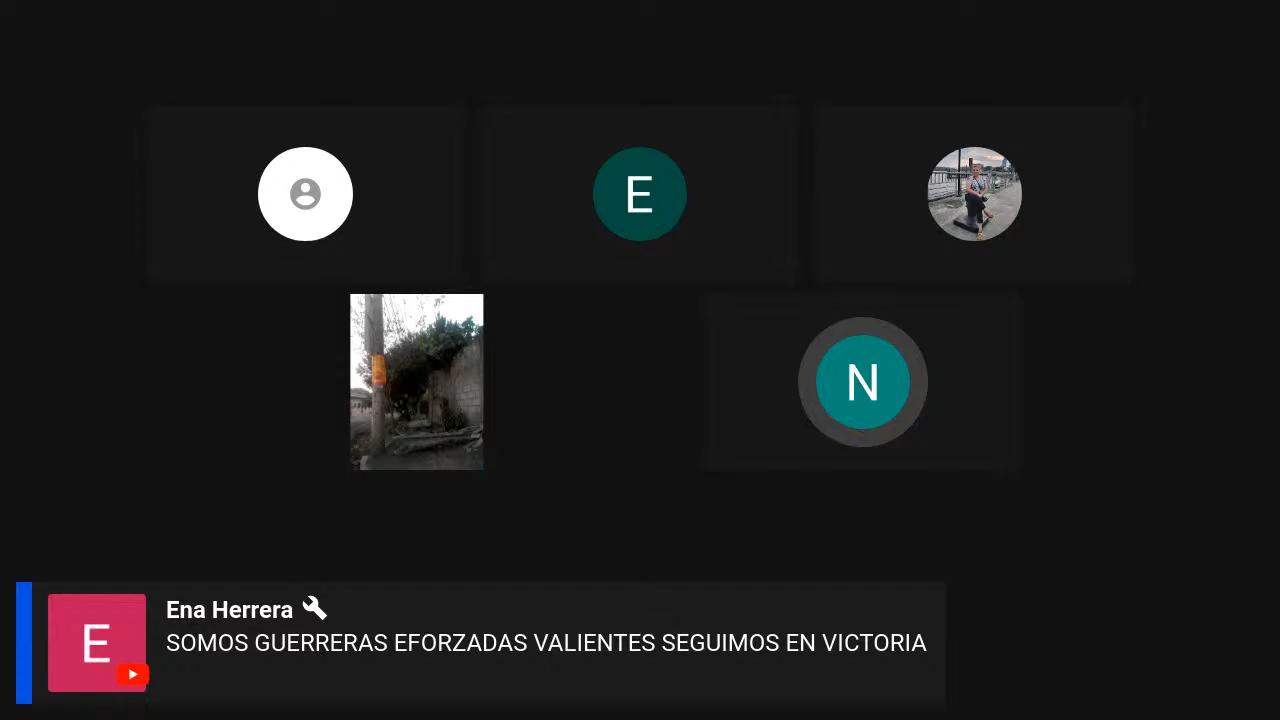 E
N
E
Ena Herrera
SOMOS GUERRERAS EFORZADAS VALIENTES SEGUIMOS EN VICTORIA